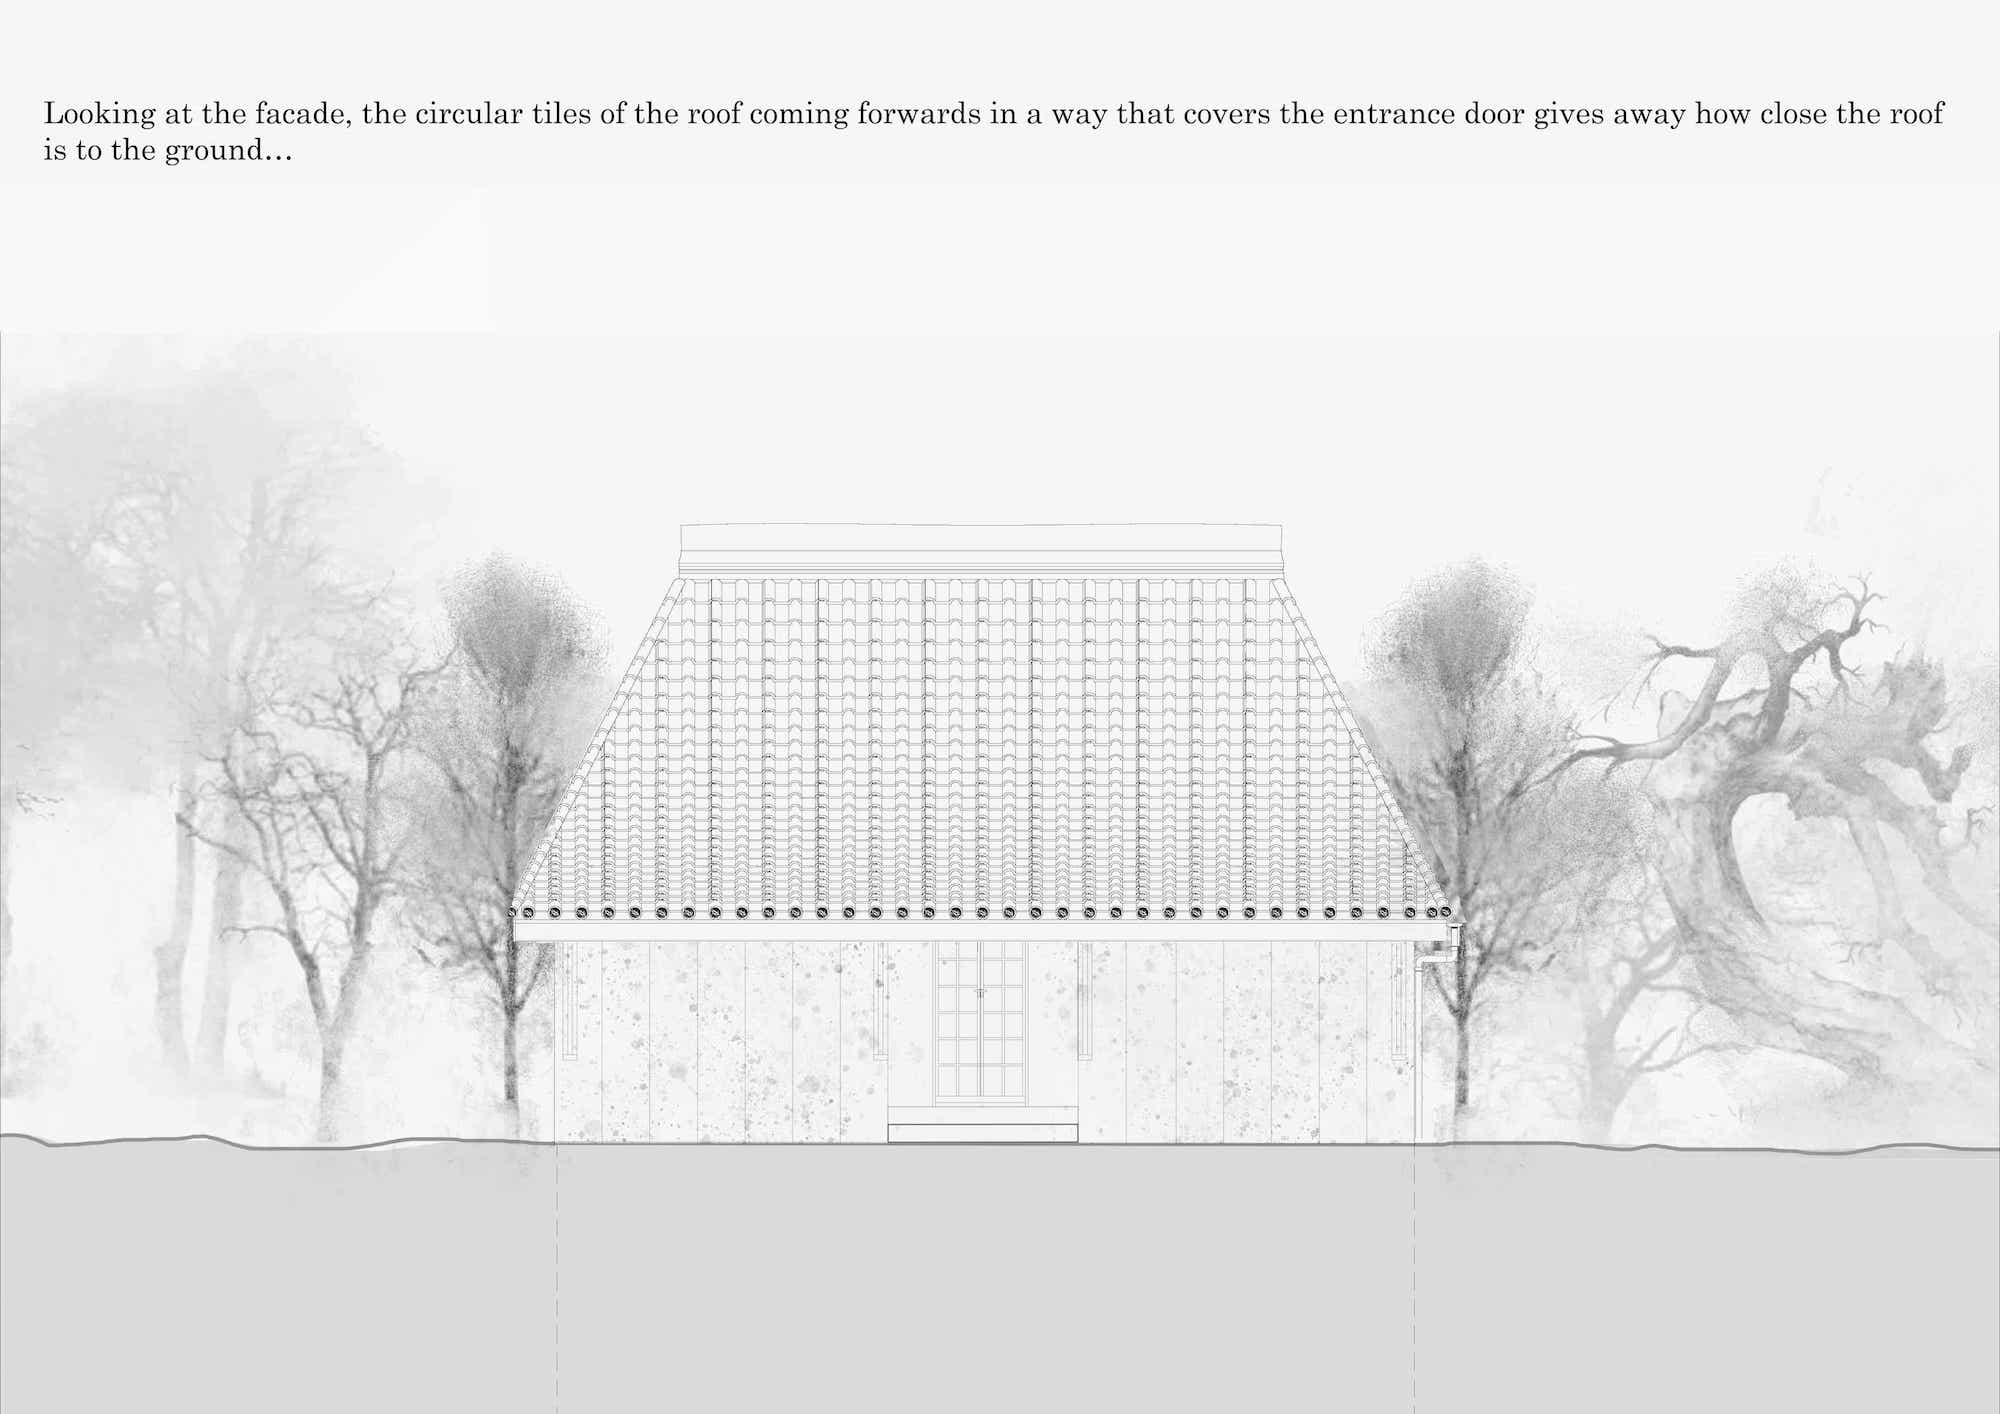 Looking at the facade, the circular tiles of the roof coming forwards in a way that covers the entrance door gives away how close the roof
is to the ground...